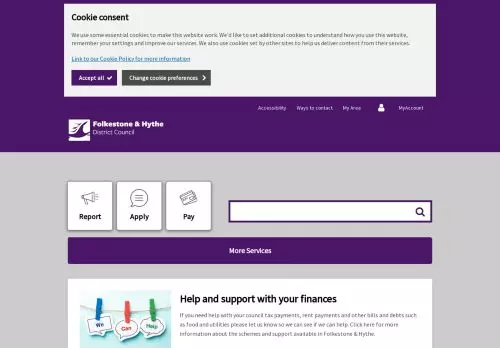 Cookie consent
We use some essential cookies to make this website work. We'd like to set additional cookies to understand how you use this website,
remember your settings and improve our services. We also use cookies set by other sites to help us deliver content from their services.
Link to our Cookie Policy for more information
Accept all
Change cookie preferences
Accessibility Ways to contact My Area MyAccount
Folkestone & Hythe
District Council
Report Apply Pay
More Services
Help and support with your finances
If you need help with your council tax payments, rent payments and other bills and debts such
as food and utilities please let us know so we can see if we can help. Click here for more
information about the schemes and support available in Folkestone & Hythe.
We Can Help